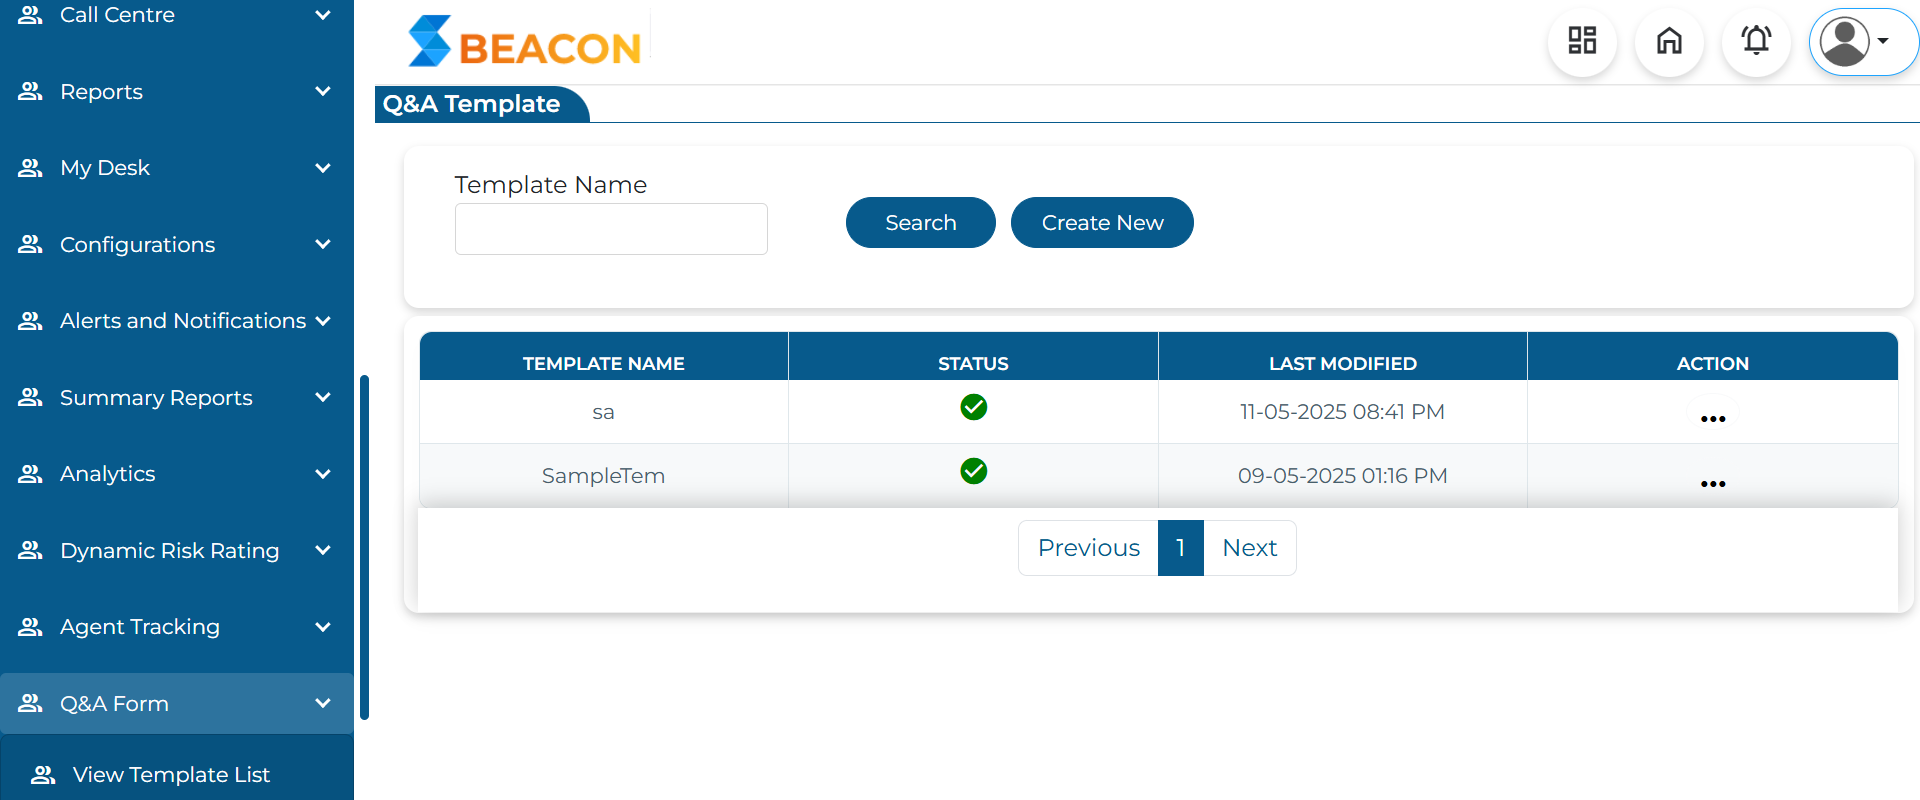 Call Centre
Reports
My Desk
Configurations
Alerts and Notifications
Summary Reports
Analytics
Dynamic Risk Rating
Agent Tracking
Q&A Form
View Template List
BEACON
Q&A Template
Template Name
Search
Create New
TEMPLATE NAME STATUS LAST MODIFIED ACTION
sa 11-05-2025 08:41 PM
SampleTem 09-05-2025 01:16 PM
Previous 1 Next